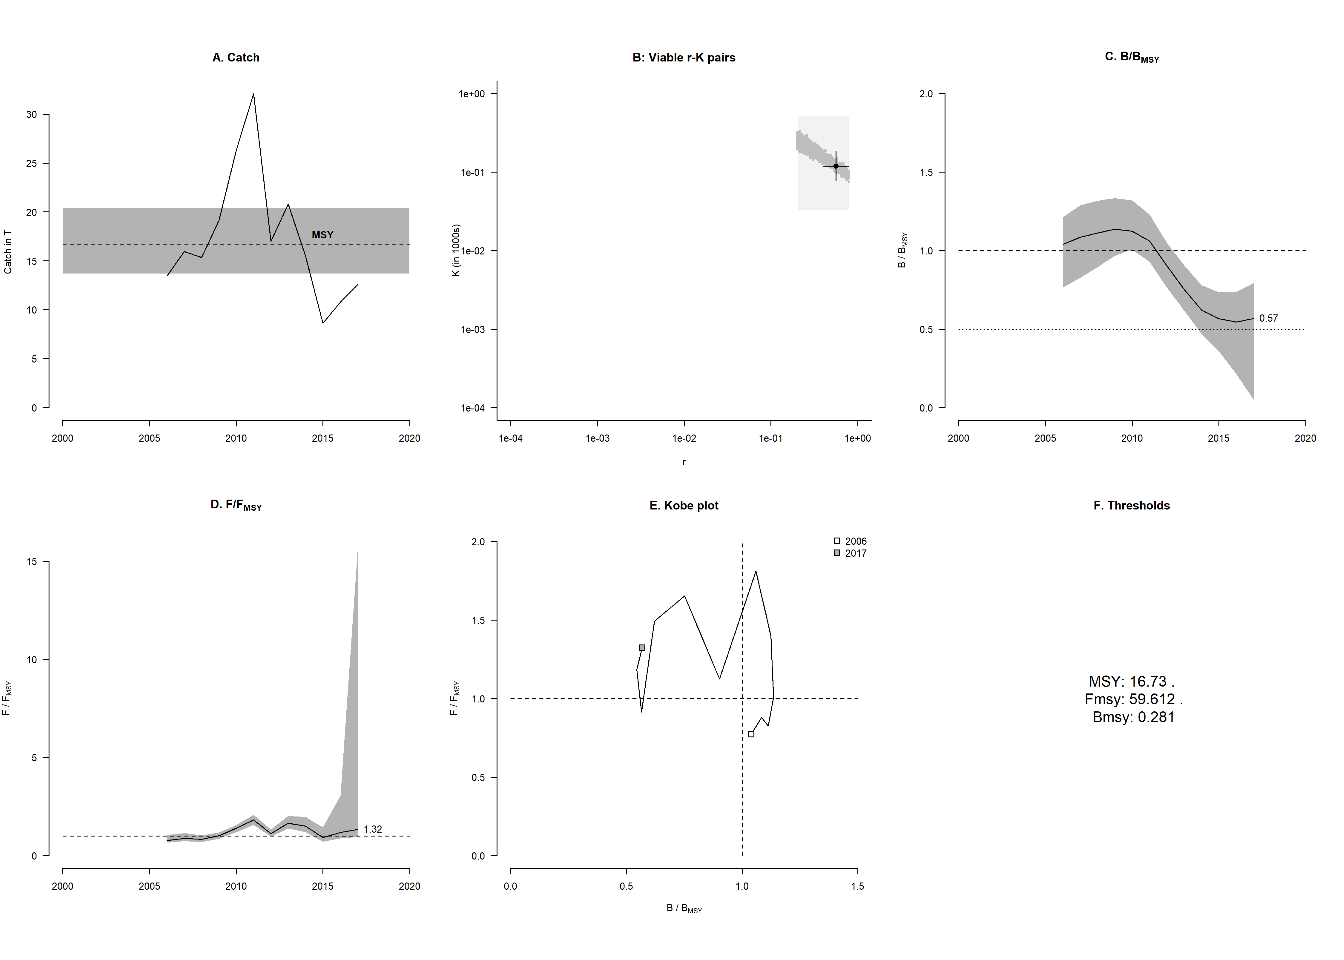 A. Catch
Catch in T
30
25
20
15
10
5
0
MSY
2000
2005
2010
2015
2020
B: Viable r-K pairs
K (in 1000s)
1e+00
1e-01
1e-02
1e-03
1e-04
1e-04
1e-03
1e-02
1e-01
1e+00
r
C. B/BMSY
B / BMSY
2.0
1.5
1.0
0.5
0.0
0.57
2000
2005
2010
2015
2020
D. F/FMSY
F / FMSY
15
10
5
0
1.32
2000
2005
2010
2015
2020
E. Kobe plot
F / FMSY
2.0
1.5
1.0
0.5
0.0
2006
2017
0.0
0.5
1.0
1.5
B / BMSY
F. Thresholds
MSY: 16.73 .
Fmsy: 59.612 .
Bmsy: 0.281